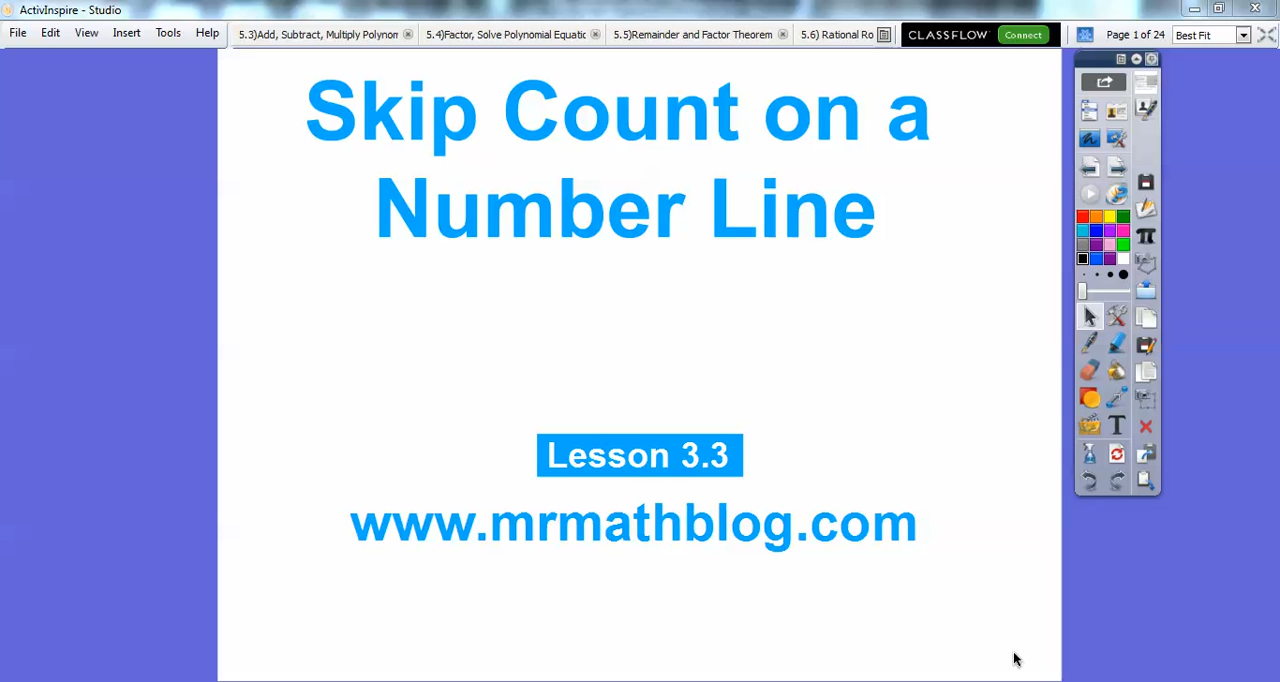 ActivInspire - Studio
File Edit View Insert Tools Help
5.3)Add, Subtract, Multiply Polynom
5.4)Factor, Solve Polynomial Equatic
5.5)Remainder and Factor Theorem
5.6) Rational Ro
CLASSFLOW Connect
Page 1 of 24
Best Fit
Skip Count on a
Number Line
Lesson 3.3
www.mrmathblog.com
T